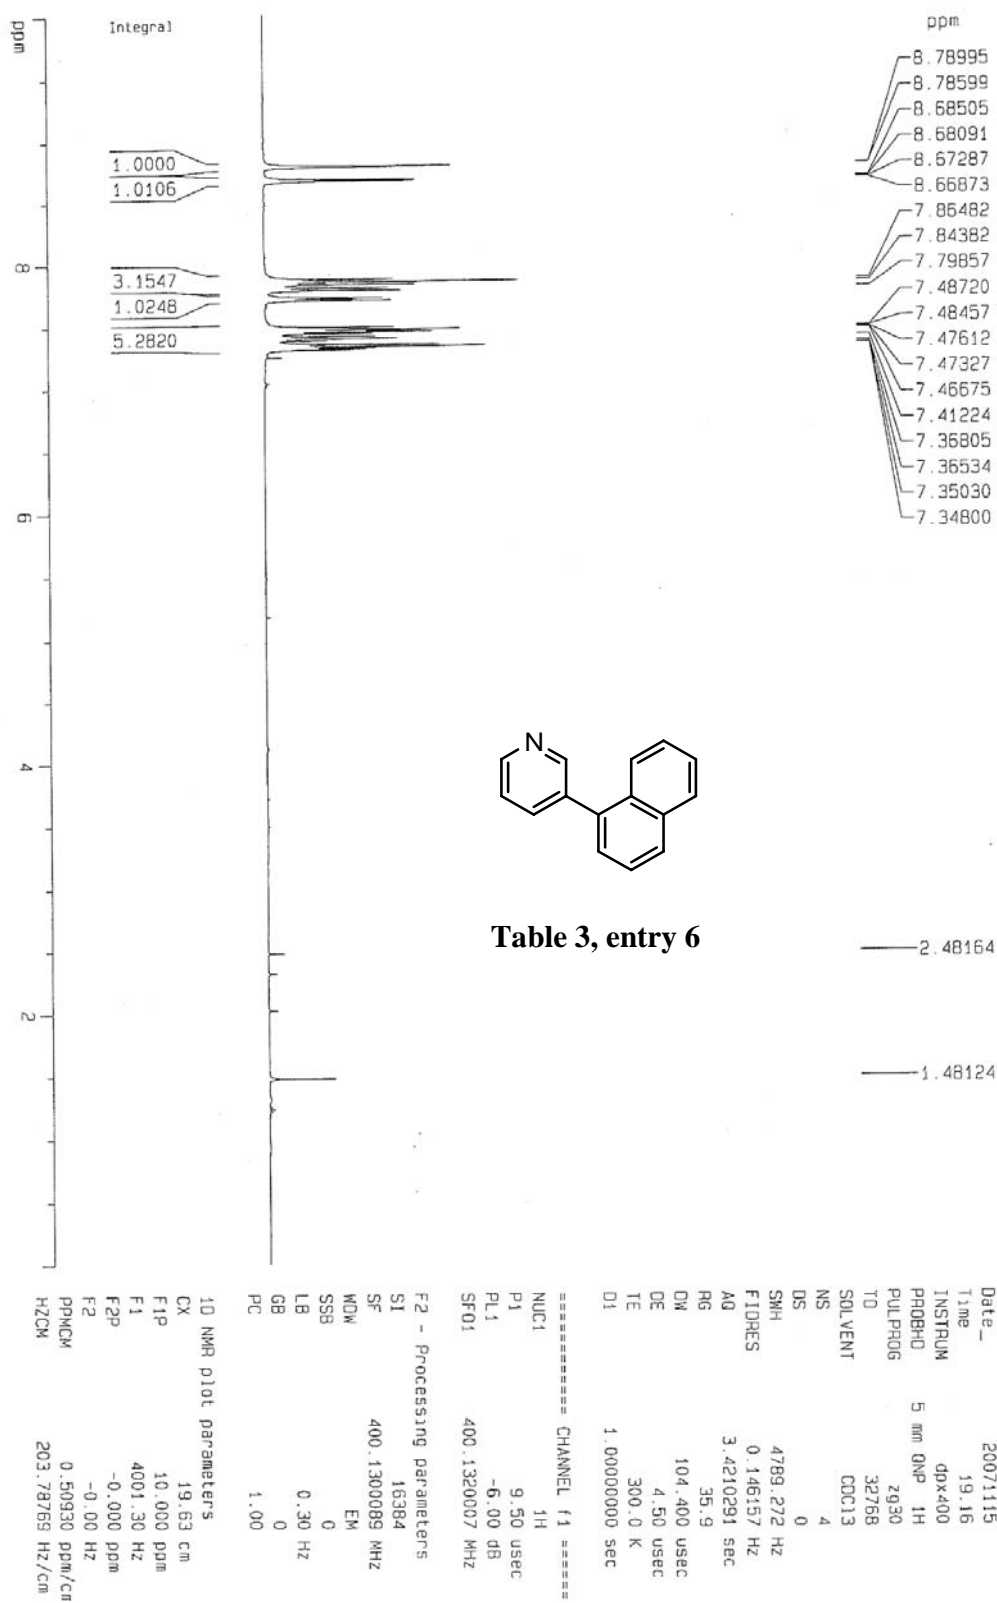 ppm
8.78995
8.78599
8.68505
8.68091
8.67287
8.66873
7.86482
7.84382
7.79857
7.48720
7.48457
7.47612
7.47327
7.46675
7.41224
7.36805
7.36534
7.35030
7.34800
2.48164
1.48124
Integral
1.0000
1.0106
3.1547
1.0248
5.2820
ppm
8
6
4
2
N
Table 3, entry 6
Date_ 20071115
Time 19.16
INSTRUM dpx400
PROBHD 5 mm QNP 1H
PULPROG zg30
TD 32768
SOLVENT CDCl3
NS 4
DS 0
SWH 4789.272 Hz
FIDRES 0.146157 Hz
AQ 3.4210291 sec
RG 35.9
DW 104.400 usec
DE 4.50 usec
TE 300.0 K
D1 1.00000000 sec
========== CHANNEL f1 ======
NUC1 1H
P1 9.50 usec
PL1 -6.00 dB
SFO1 400.1320007 MHz
F2 - Processing parameters
SI 16384
SF 400.1300089 MHz
WDW EM
SSB 0
LB 0.30 Hz
GB 0
PC 1.00
1D NMR plot parameters
CX 19.63 cm
F1P 10.000 ppm
F1 4001.30 Hz
F2P -0.000 ppm
F2 -0.00 Hz
PPMCM 0.50930 ppm/cm
HZCM 203.78769 Hz/cm